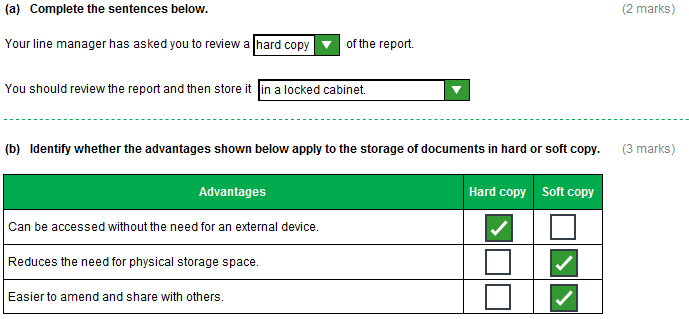 (a) Complete the sentences below. (2 marks)
Your line manager has asked you to review a hard copy of the report.
You should review the report and then store it in a locked cabinet.
(b) Identify whether the advantages shown below apply to the storage of documents in hard or soft copy. (3 marks)
Advantages Hard copy Soft copy
Can be accessed without the need for an external device.
Reduces the need for physical storage space.
Easier to amend and share with others.